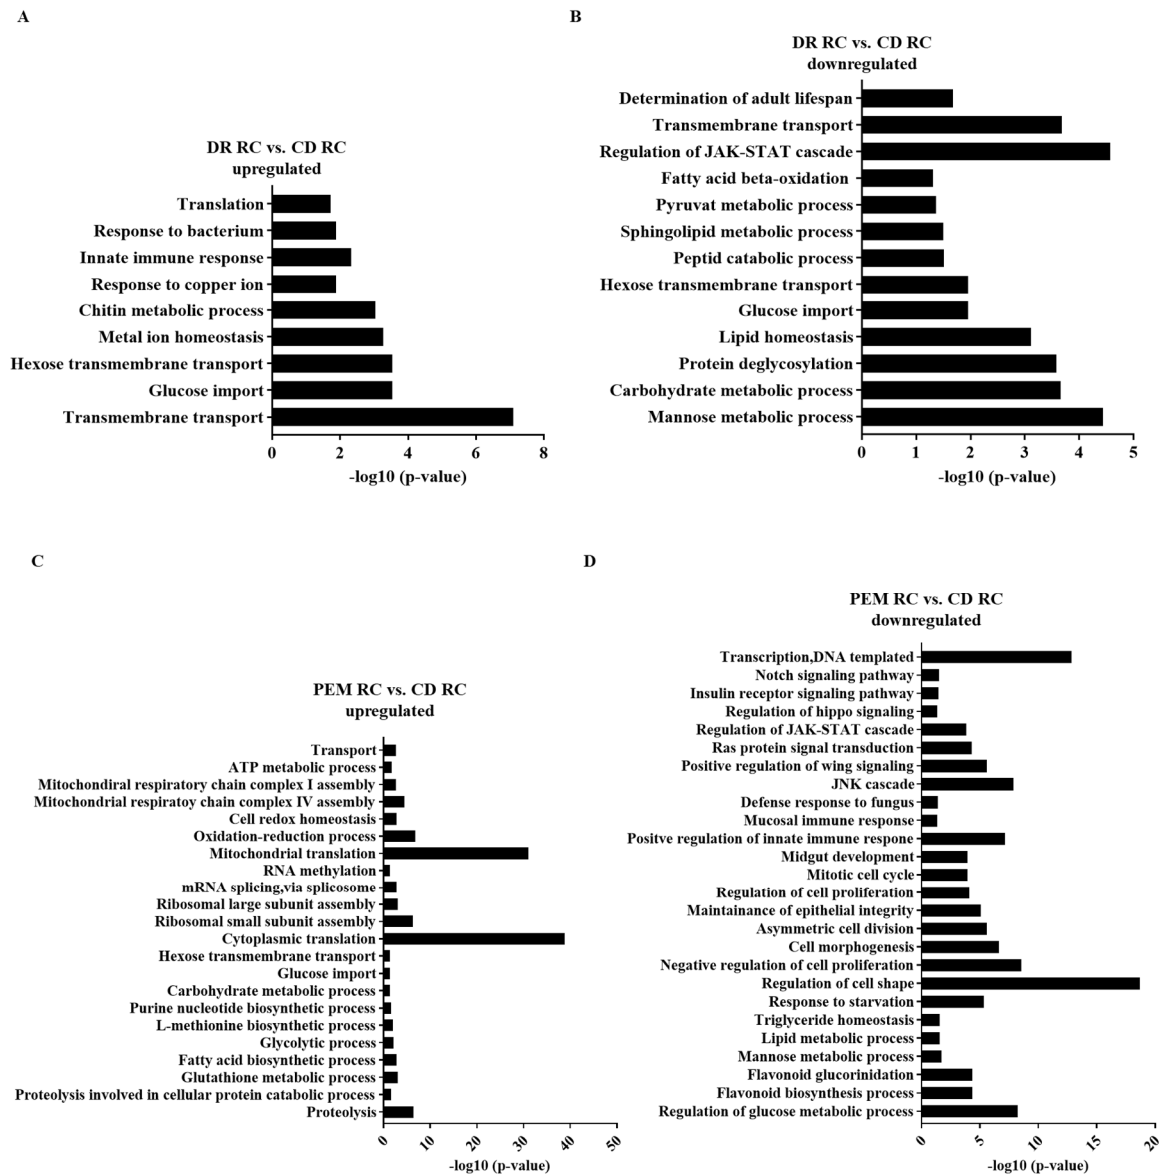 A
DR RC vs. CD RC
upregulated
Translation
Response to bacterium
Innate immune response
Response to copper ion
Chitin metabolic process
Metal ion homeostasis
Hexose transmembrane transport
Glucose import
Transmembrane transport
0 2 4 6 8
-log10 (p-value)
B
DR RC vs. CD RC
downregulated
Determination of adult lifespan
Transmembrane transport
Regulation of JAK-STAT cascade
Fatty acid beta-oxidation
Pyruvat metabolic process
Sphingolipid metabolic process
Peptid catabolic process
Hexose transmembrane transport
Glucose import
Lipid homeostasis
Protein deglycosylation
Carbohydrate metabolic process
Mannose metabolic process
0 1 2 3 4 5
-log10 (p-value)
C
PEM RC vs. CD RC
upregulated
Transport
ATP metabolic process
Mitochondiral respiratory chain complex I assembly
Mitochondrial respiratoy chain complex IV assembly
Cell redox homeostasis
Oxidation-reduction process
Mitochondrial translation
RNA methylation
mRNA splicing,via splicosome
Ribosomal large subunit assembly
Ribosomal small subunit assembly
Cytoplasmic translation
Hexose transmembrane transport
Glucose import
Carbohydrate metabolic process
Purine nucleotide biosynthetic process
L-methionine biosynthetic process
Glycolytic process
Fatty acid biosynthetic process
Glutathione metabolic process
Proteolysis involved in cellular protein catabolic process
Proteolysis
0 10 20 30 40 50
-log10 (p-value)
D
PEM RC vs. CD RC
downregulated
Transcription,DNA templated
Notch signaling pathway
Insulin receptor signaling pathway
Regulation of hippo signaling
Regulation of JAK-STAT cascade
Ras protein signal transduction
Positive regulation of wing signaling
JNK cascade
Defense response to fungus
Mucosal immune response
Positve regulation of innate immune respone
Midgut development
Mitotic cell cycle
Regulation of cell proliferation
Maintainance of epithelial integrity
Asymmetric cell division
Cell morphogenesis
Negative regulation of cell proliferation
Regulation of cell shape
Response to starvation
Triglyceride homeostasis
Lipid metabolic process
Mannose metabolic process
Flavonoid glucorinidation
Flavonoid biosynthesis process
Regulation of glucose metabolic process
0 5 10 15 20
-log10 (p-value)